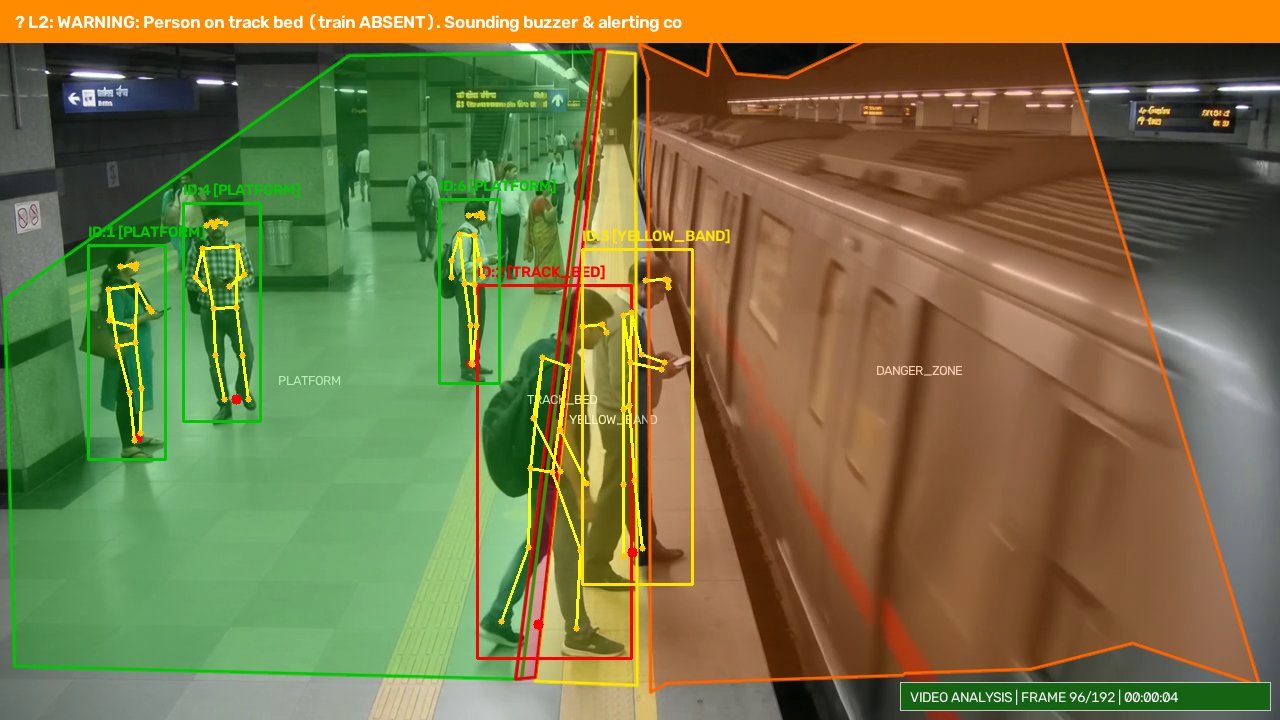 ? L2: WARNING: Person on track bed (train ABSENT). Sounding buzzer & alerting co
ID:4 [PLATFORM]
ID:6 [PLATFORM]
ID:1 [PLATFORM]
ID:3 [YELLOW_BAND]
[TRACK_BED]
PLATFORM
DANGER_ZONE
TRACK_BED
YELLOW_BAND
VIDEO ANALYSIS | FRAME 96/192 | 00:00:04